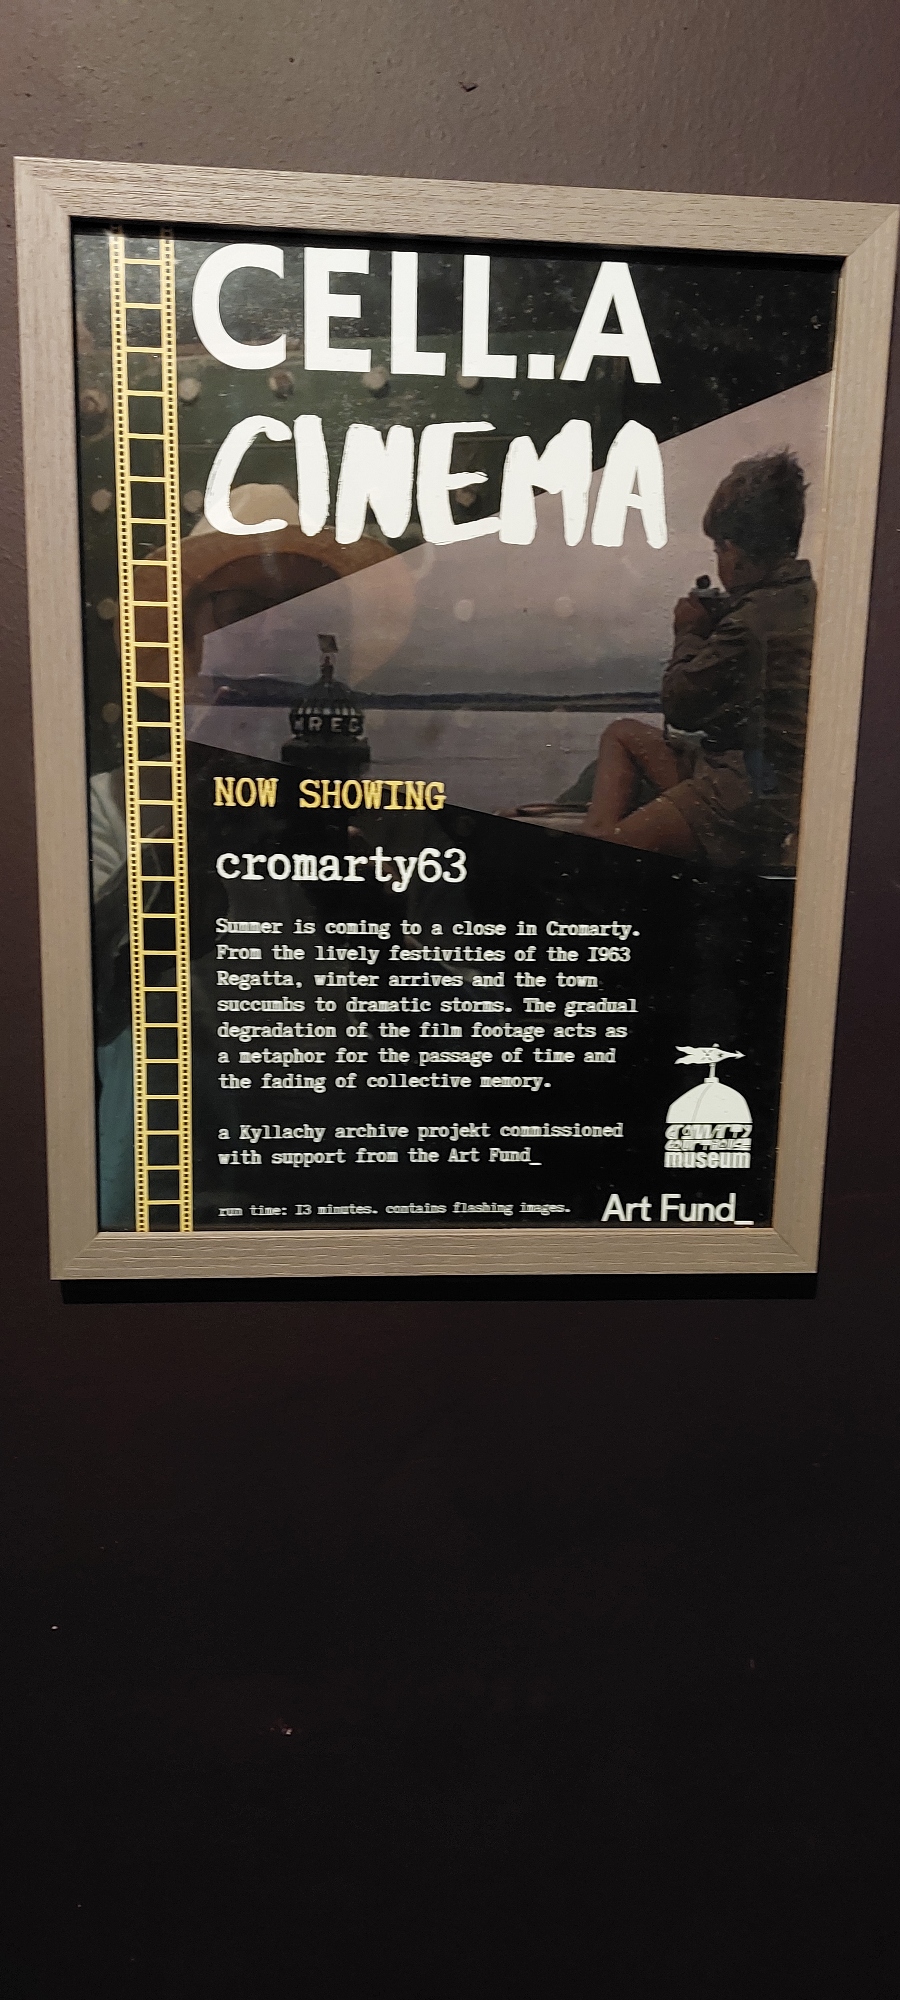 CELL.A
CINEMA
NOW SHOWING
cromarty63
Summer is coming to a close in Cromarty.
From the lively festivities of the 1963
Regatta, winter arrives and the town
succumbs to dramatic storms. The gradual
degradation of the film footage acts as
a metaphor for the passage of time and
the fading of collective memory.
a Kyllachy archive projekt commissioned
with support from the Art Fund_
museum
run time: 13 minutes. contains flashing images.
Art Fund_